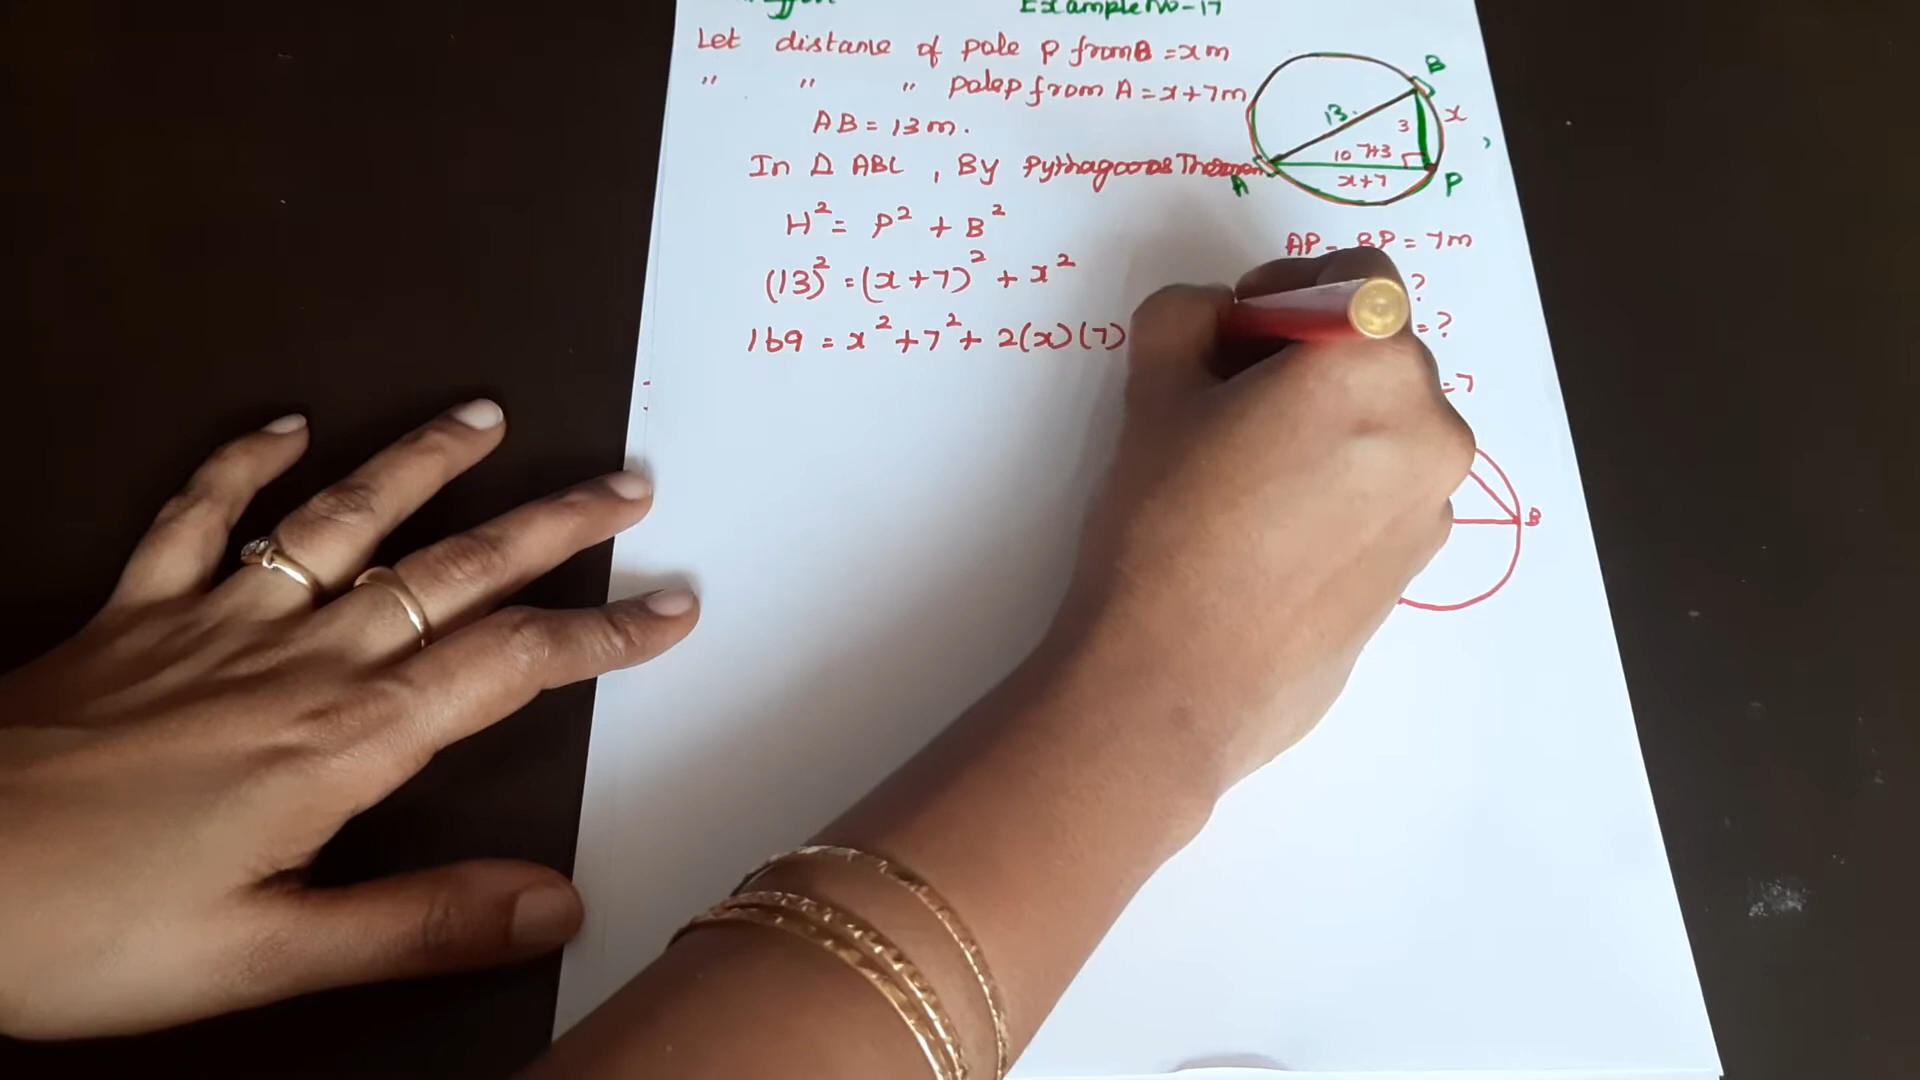 Example No-17
Let distance of pole P from B = x m
" " " pole p from A = x + 7m
AB = 13m.
In Δ ABC, By Pythagoras Theorem
H² = P² + B²
(13)² = (x+7)² + x²
169 = x² + 7² + 2(x)(7)
B
13.
3
x
10 7+3
A
x+7
P
AP - BP = 7m
?
= ?
= 7
B